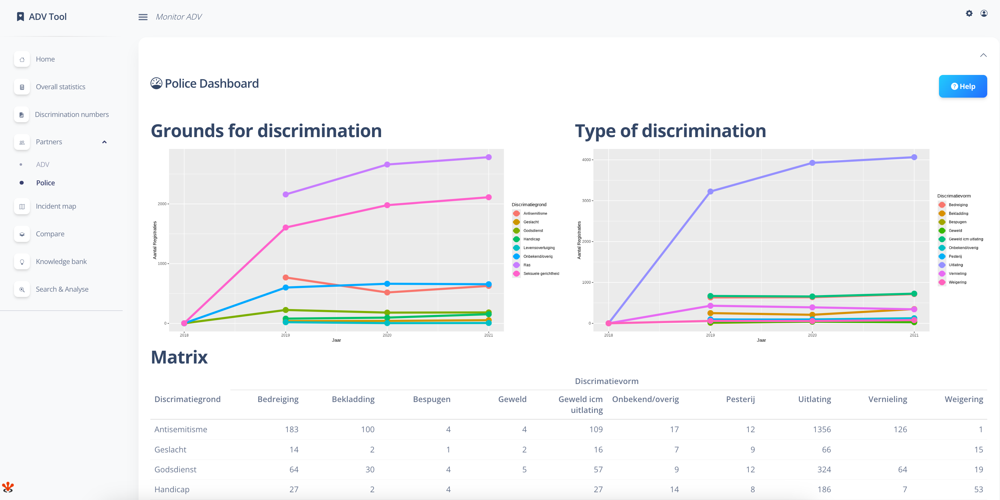 ADV Tool
Monitor ADV
Home
Overall statistics
Discrimination numbers
Partners
ADV
Police
Incident map
Compare
Knowledge bank
Search & Analyse
Police Dashboard
Help
Grounds for discrimination
2000
1000
0
Aantal Registraties
2018 2019 2020 2021
Jaar
Discrimatiegrond
Antisemitisme
Geslacht
Godsdienst
Handicap
Levensovertuiging
Onbekend/overig
Ras
Seksuele gerichtheid
Type of discrimination
4000
3000
2000
1000
0
Aantal Registraties
2018 2019 2020 2021
Jaar
Discrimatievorm
Bedreiging
Bekladding
Bespugen
Geweld
Geweld icm uitlating
Onbekend/overig
Pesterij
Uitlating
Vernieling
Weigering
Matrix
Discrimatievorm
Discrimatiegrond Bedreiging Bekladding Bespugen Geweld Geweld icm Onbekend/overig Pesterij Uitlating Vernieling Weigering
uitlating
Antisemitisme 183 100 4 4 109 17 12 1356 126 1
Geslacht 14 2 1 2 16 7 9 66 15
Godsdienst 64 30 4 5 57 9 12 324 64 19
Handicap 27 2 4 27 14 8 186 7 53